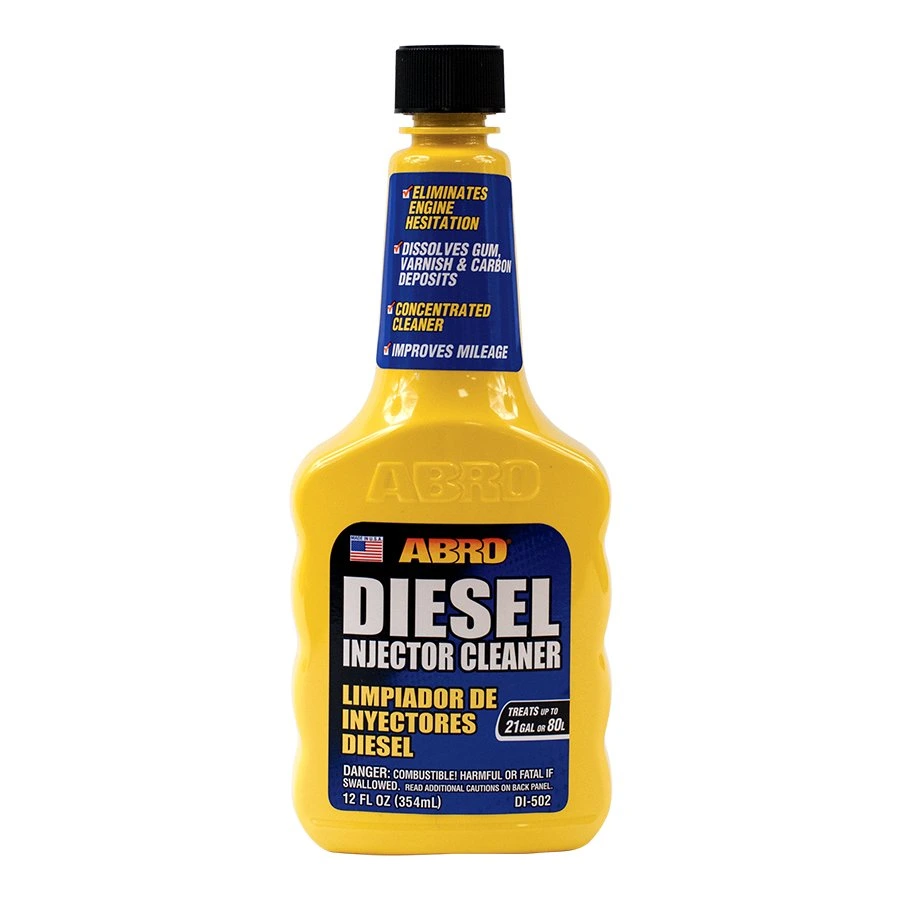 ELIMINATES
ENGINE
HESITATION
DISSOLVES GUM,
VARNISH & CARBON
DEPOSITS
CONCENTRATED
CLEANER
IMPROVES MILEAGE
ABRO
MADE IN USA
ABRO®
DIESEL
INJECTOR CLEANER
LIMPIADOR DE
INYECTORES
DIESEL
TREATS UP TO
21GAL OR 80L
DANGER: COMBUSTIBLE! HARMFUL OR FATAL IF
SWALLOWED. READ ADDITIONAL CAUTIONS ON BACK PANEL.
12 FL OZ (354mL) DI-502